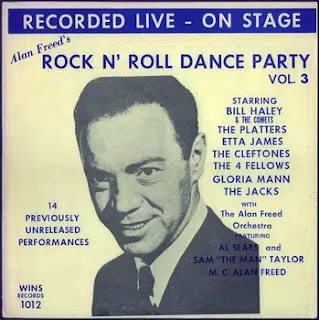 RECORDED LIVE - ON STAGE
Alan Freed's
ROCK N' ROLL DANCE PARTY
VOL. 3
STARRING
BILL HALEY
& THE COMETS
THE PLATTERS
ETTA JAMES
THE CLEFTONES
THE 4 FELLOWS
GLORIA MANN
THE JACKS
WITH
The Alan Freed
Orchestra
FEATURING
AL SEARS and
SAM "THE MAN" TAYLOR
M. C. ALAN FREED
14
PREVIOUSLY
UNRELEASED
PERFORMANCES
WINS
RECORDS
1012